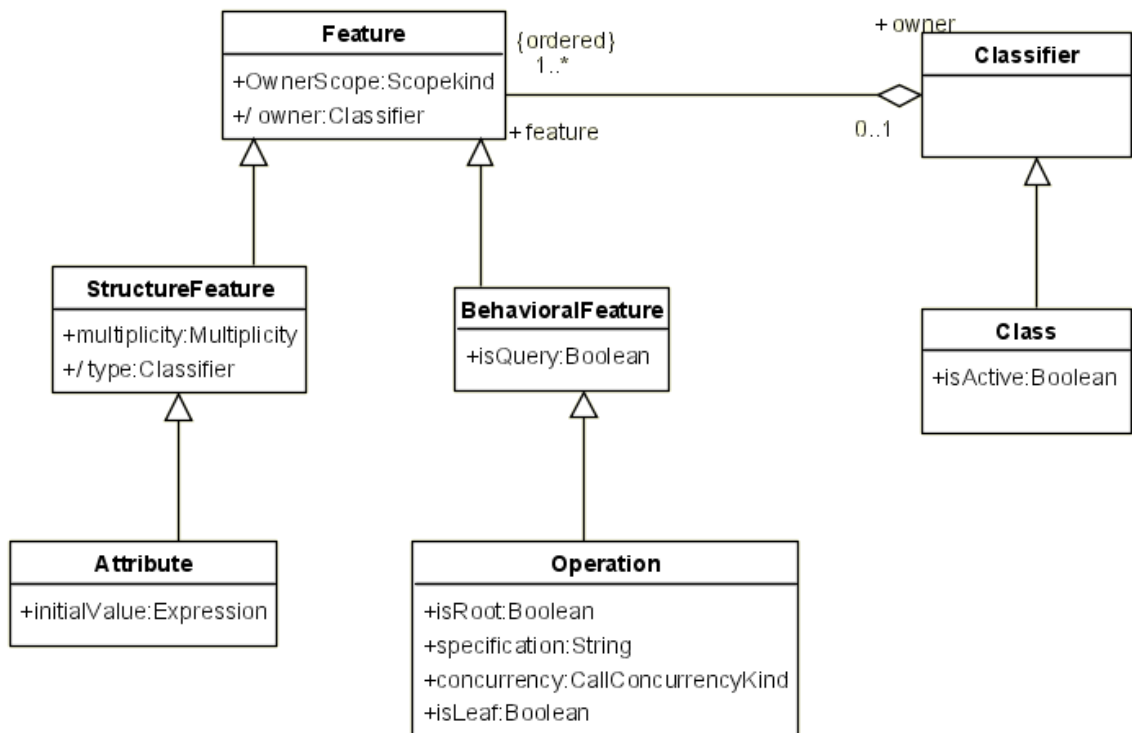 Feature
+OwnerScope:Scopekind
+/ owner:Classifier
{ordered}
1..*
+ feature
+ owner
0..1
Classifier
StructureFeature
+multiplicity:Multiplicity
+/ type:Classifier
BehavioralFeature
+isQuery:Boolean
Class
+isActive:Boolean
Attribute
+initialValue:Expression
Operation
+isRoot:Boolean
+specification:String
+concurrency:CallConcurrencyKind
+isLeaf:Boolean